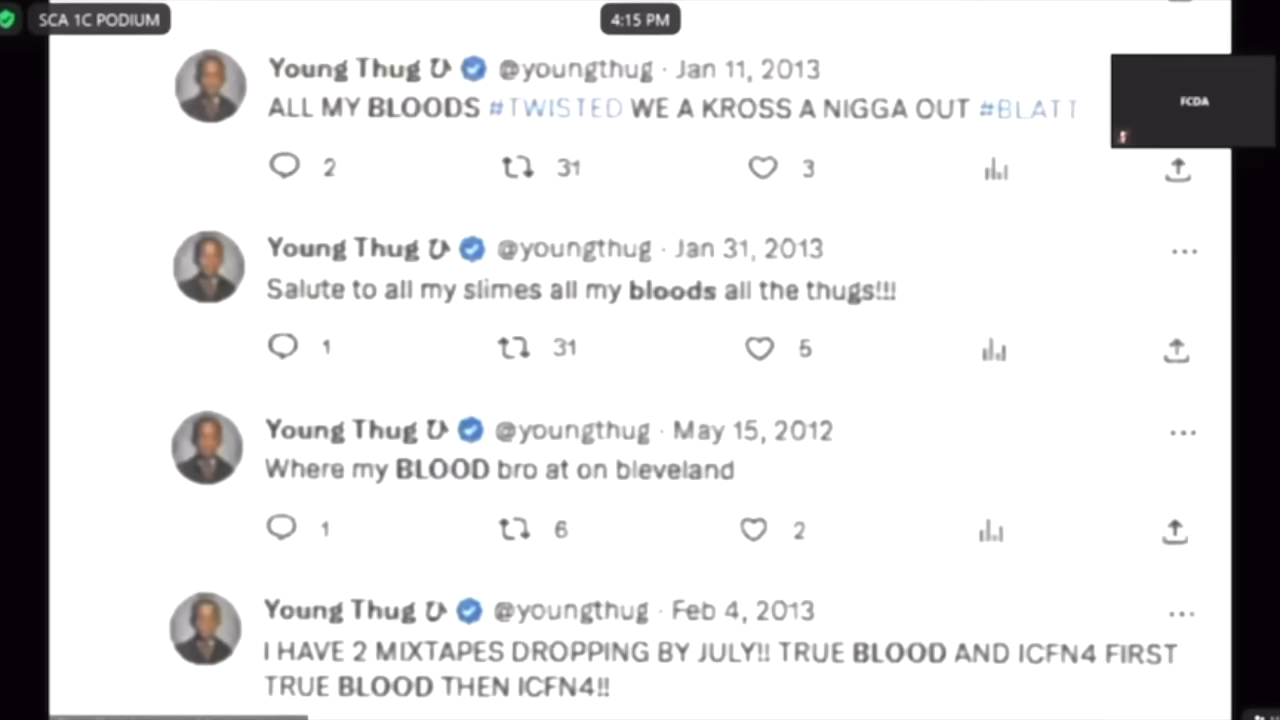 SCA 1C PODIUM
4:15 PM
Young Thug ひ @youngthug · Jan 11, 2013
ALL MY BLOODS #TWISTED WE A KROSS A NIGGA OUT #BLATT
FCDA
2 31 3
Young Thug ひ @youngthug · Jan 31, 2013
Salute to all my slimes all my bloods all the thugs!!!
1 31 5
Young Thug ひ @youngthug · May 15, 2012
Where my BLOOD bro at on bleveland
1 6 2
Young Thug ひ @youngthug · Feb 4, 2013
I HAVE 2 MIXTAPES DROPPING BY JULY!! TRUE BLOOD AND ICFN4 FIRST
TRUE BLOOD THEN ICFN4!!